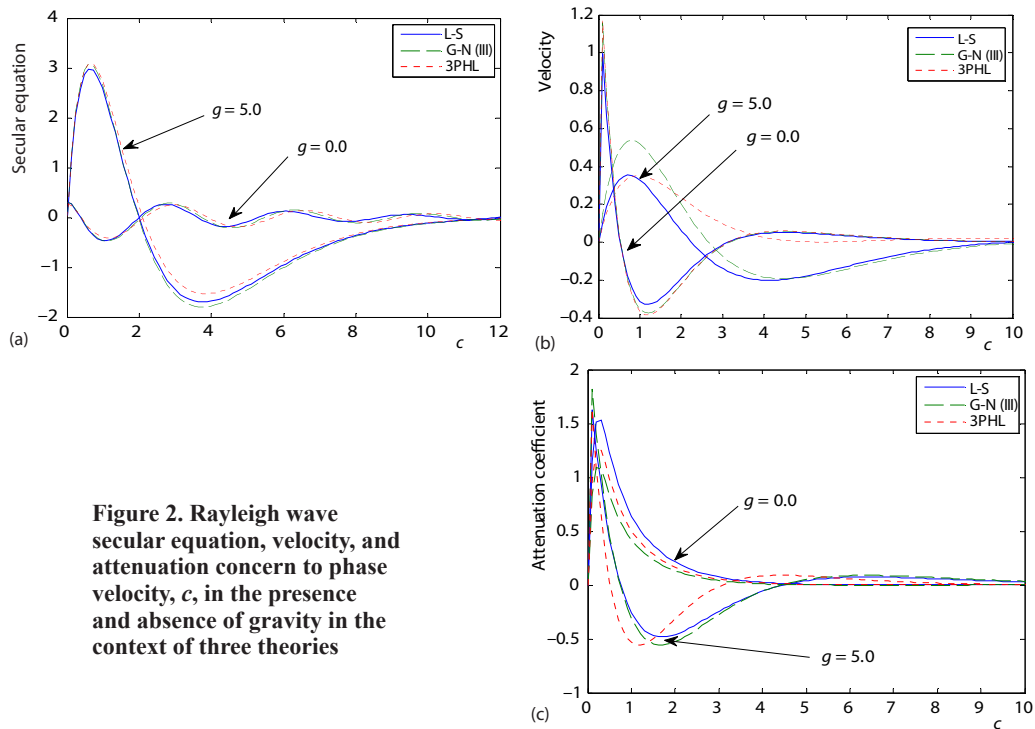 4
3
2
1
0
−1
−2
Secular equation
L-S
G-N (III)
3PHL
g = 5.0
g = 0.0
0 2 4 6 8 10 12
c
(a)
1.2
1.0
0.8
0.6
0.4
0.2
0
−0.2
−0.4
Velocity
L-S
G-N (III)
3PHL
g = 5.0
g = 0.0
0 1 2 3 4 5 6 7 8 9 10
c
(b)
2
1.5
1
0.5
0
−0.5
−1
Attenuation coefficient
L-S
G-N (III)
3PHL
g = 0.0
g = 5.0
0 1 2 3 4 5 6 7 8 9 10
c
(c)
Figure 2. Rayleigh wave
secular equation, velocity, and
attenuation concern to phase
velocity, c, in the presence
and absence of gravity in the
context of three theories